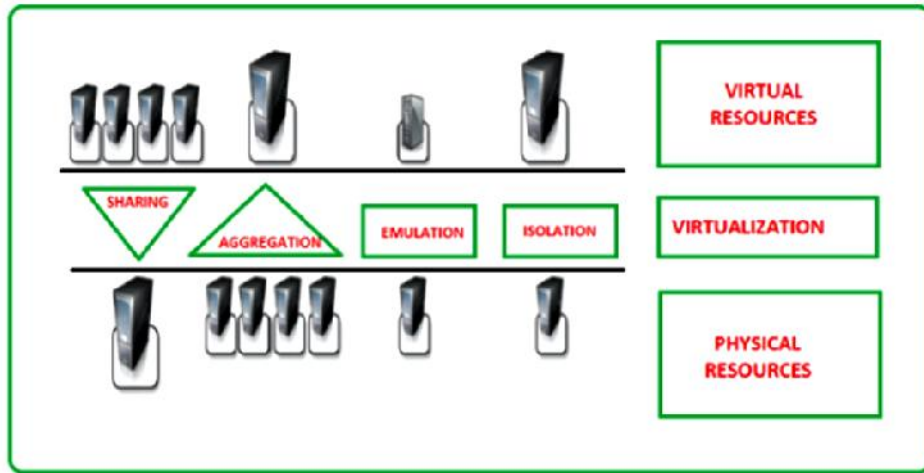 VIRTUAL
RESOURCES
SHARING
AGGREGATION
EMULATION
ISOLATION
VIRTUALIZATION
PHYSICAL
RESOURCES